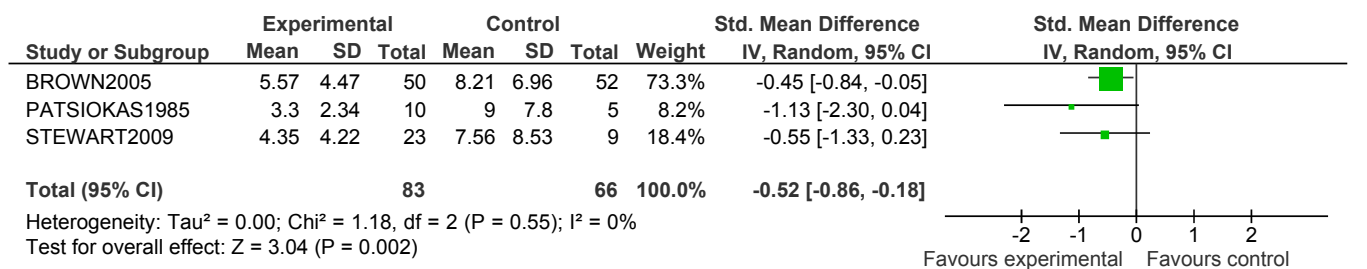 Experimental Control Std. Mean Difference Std. Mean Difference
Study or Subgroup Mean SD Total Mean SD Total Weight IV, Random, 95% CI IV, Random, 95% CI
BROWN2005 5.57 4.47 50 8.21 6.96 52 73.3% -0.45 [-0.84, -0.05]
PATSIOKAS1985 3.3 2.34 10 9 7.8 5 8.2% -1.13 [-2.30, 0.04]
STEWART2009 4.35 4.22 23 7.56 8.53 9 18.4% -0.55 [-1.33, 0.23]
Total (95% CI) 83 66 100.0% -0.52 [-0.86, -0.18]
Heterogeneity: Tau² = 0.00; Chi² = 1.18, df = 2 (P = 0.55); I² = 0%
Test for overall effect: Z = 3.04 (P = 0.002)
-2 -1 0 1 2
Favours experimental Favours control